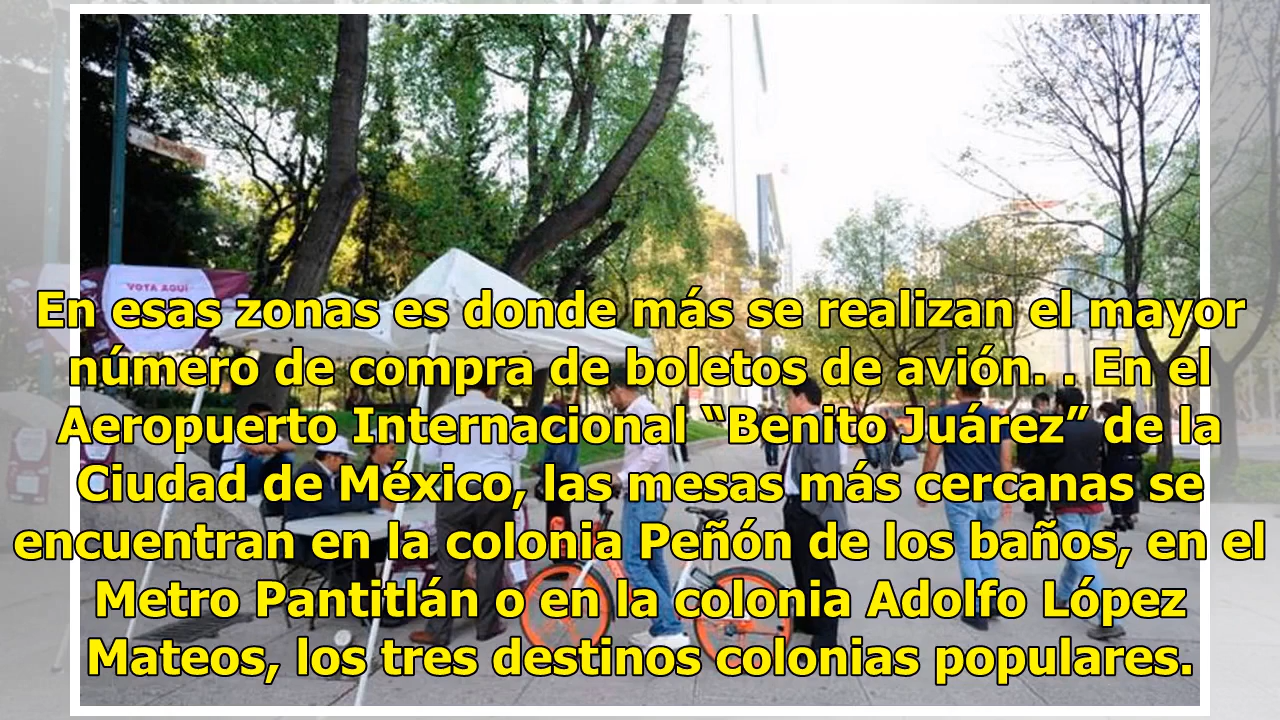 VOTA AQUÍ
En esas zonas es donde más se realizan el mayor
número de compra de boletos de avión. . En el
Aeropuerto Internacional “Benito Juárez” de la
Ciudad de México, las mesas más cercanas se
encuentran en la colonia Peñón de los baños, en el
Metro Pantitlán o en la colonia Adolfo López
Mateos, los tres destinos colonias populares.